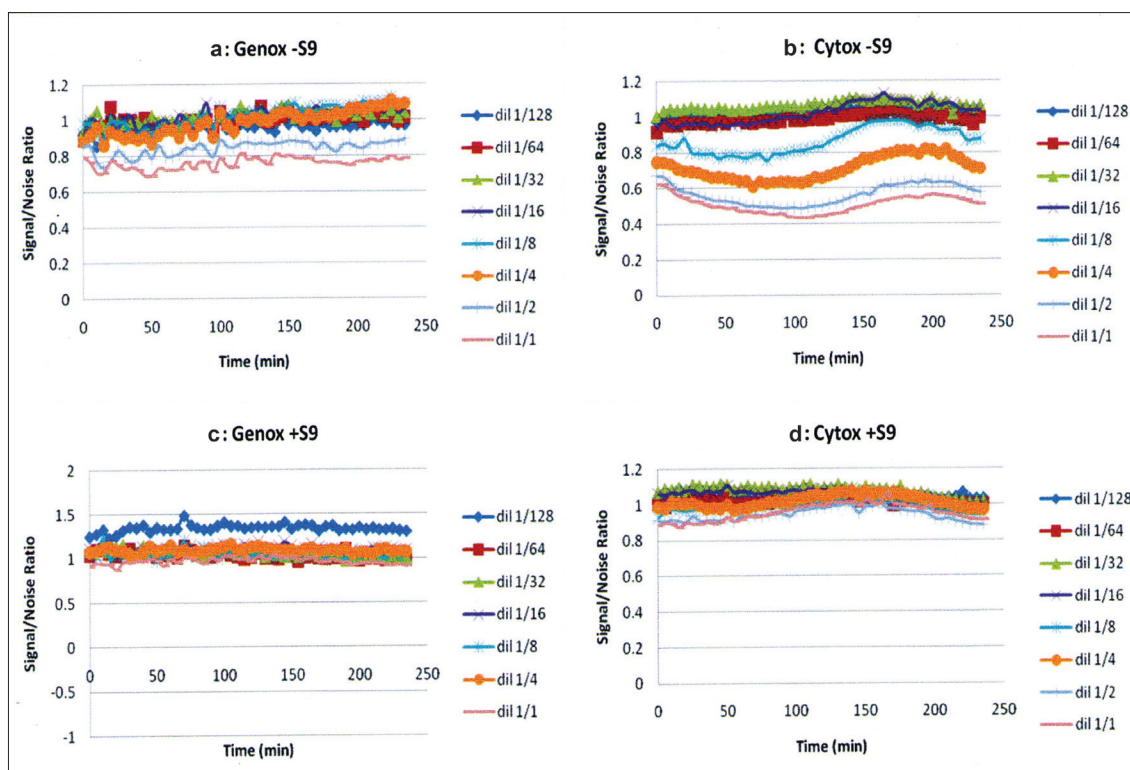 a: Genox -S9
Signal/Noise Ratio
1.2
1
0.8
0.6
0.4
0.2
0
0 50 100 150 200 250
Time (min)
dil 1/128
dil 1/64
dil 1/32
dil 1/16
dil 1/8
dil 1/4
dil 1/2
dil 1/1
b: Cytox -S9
Signal/Noise Ratio
1.2
1
0.8
0.6
0.4
0.2
0
0 50 100 150 200 250
Time (min)
dil 1/128
dil 1/64
dil 1/32
dil 1/16
dil 1/8
dil 1/4
dil 1/2
dil 1/1
c: Genox +S9
Signal/Noise Ratio
2
1.5
1
0.5
0
-0.5
-1
0 50 100 150 200 250
Time (min)
dil 1/128
dil 1/64
dil 1/32
dil 1/16
dil 1/8
dil 1/4
dil 1/1
d: Cytox +S9
Signal/Noise Ratio
1.2
1
0.8
0.6
0.4
0.2
0
0 50 100 150 200 250
Time (min)
dil 1/128
dil 1/64
dil 1/32
dil 1/16
dil 1/8
dil 1/4
dil 1/2
dil 1/1